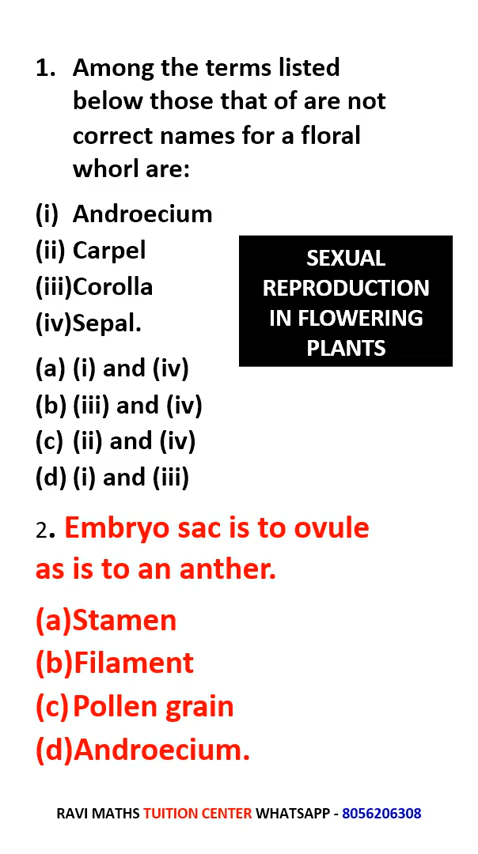 1. Among the terms listed
below those that of are not
correct names for a floral
whorl are:
(i) Androecium
(ii) Carpel
(iii)Corolla
(iv)Sepal.
SEXUAL
REPRODUCTION
IN FLOWERING
PLANTS
(a) (i) and (iv)
(b) (iii) and (iv)
(c) (ii) and (iv)
(d) (i) and (iii)
2. Embryo sac is to ovule
as is to an anther.
(a)Stamen
(b)Filament
(c) Pollen grain
(d)Androecium.
RAVI MATHS TUITION CENTER WHATSAPP - 8056206308